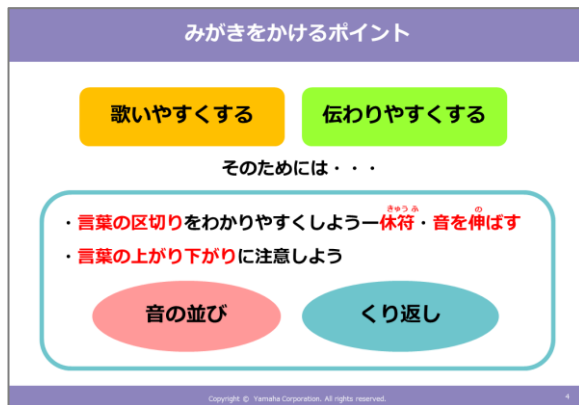 みがきをかけるポイント
歌いやすくする
伝わりやすくする
そのためには・・・
・言葉の区切りをわかりやすくしようー休符・音を伸ばす
きゅう ふ
の
・言葉の上がり下がりに注意しよう
音の並び
くり返し
Copyright © Yamaha Corporation. All rights reserved.
4